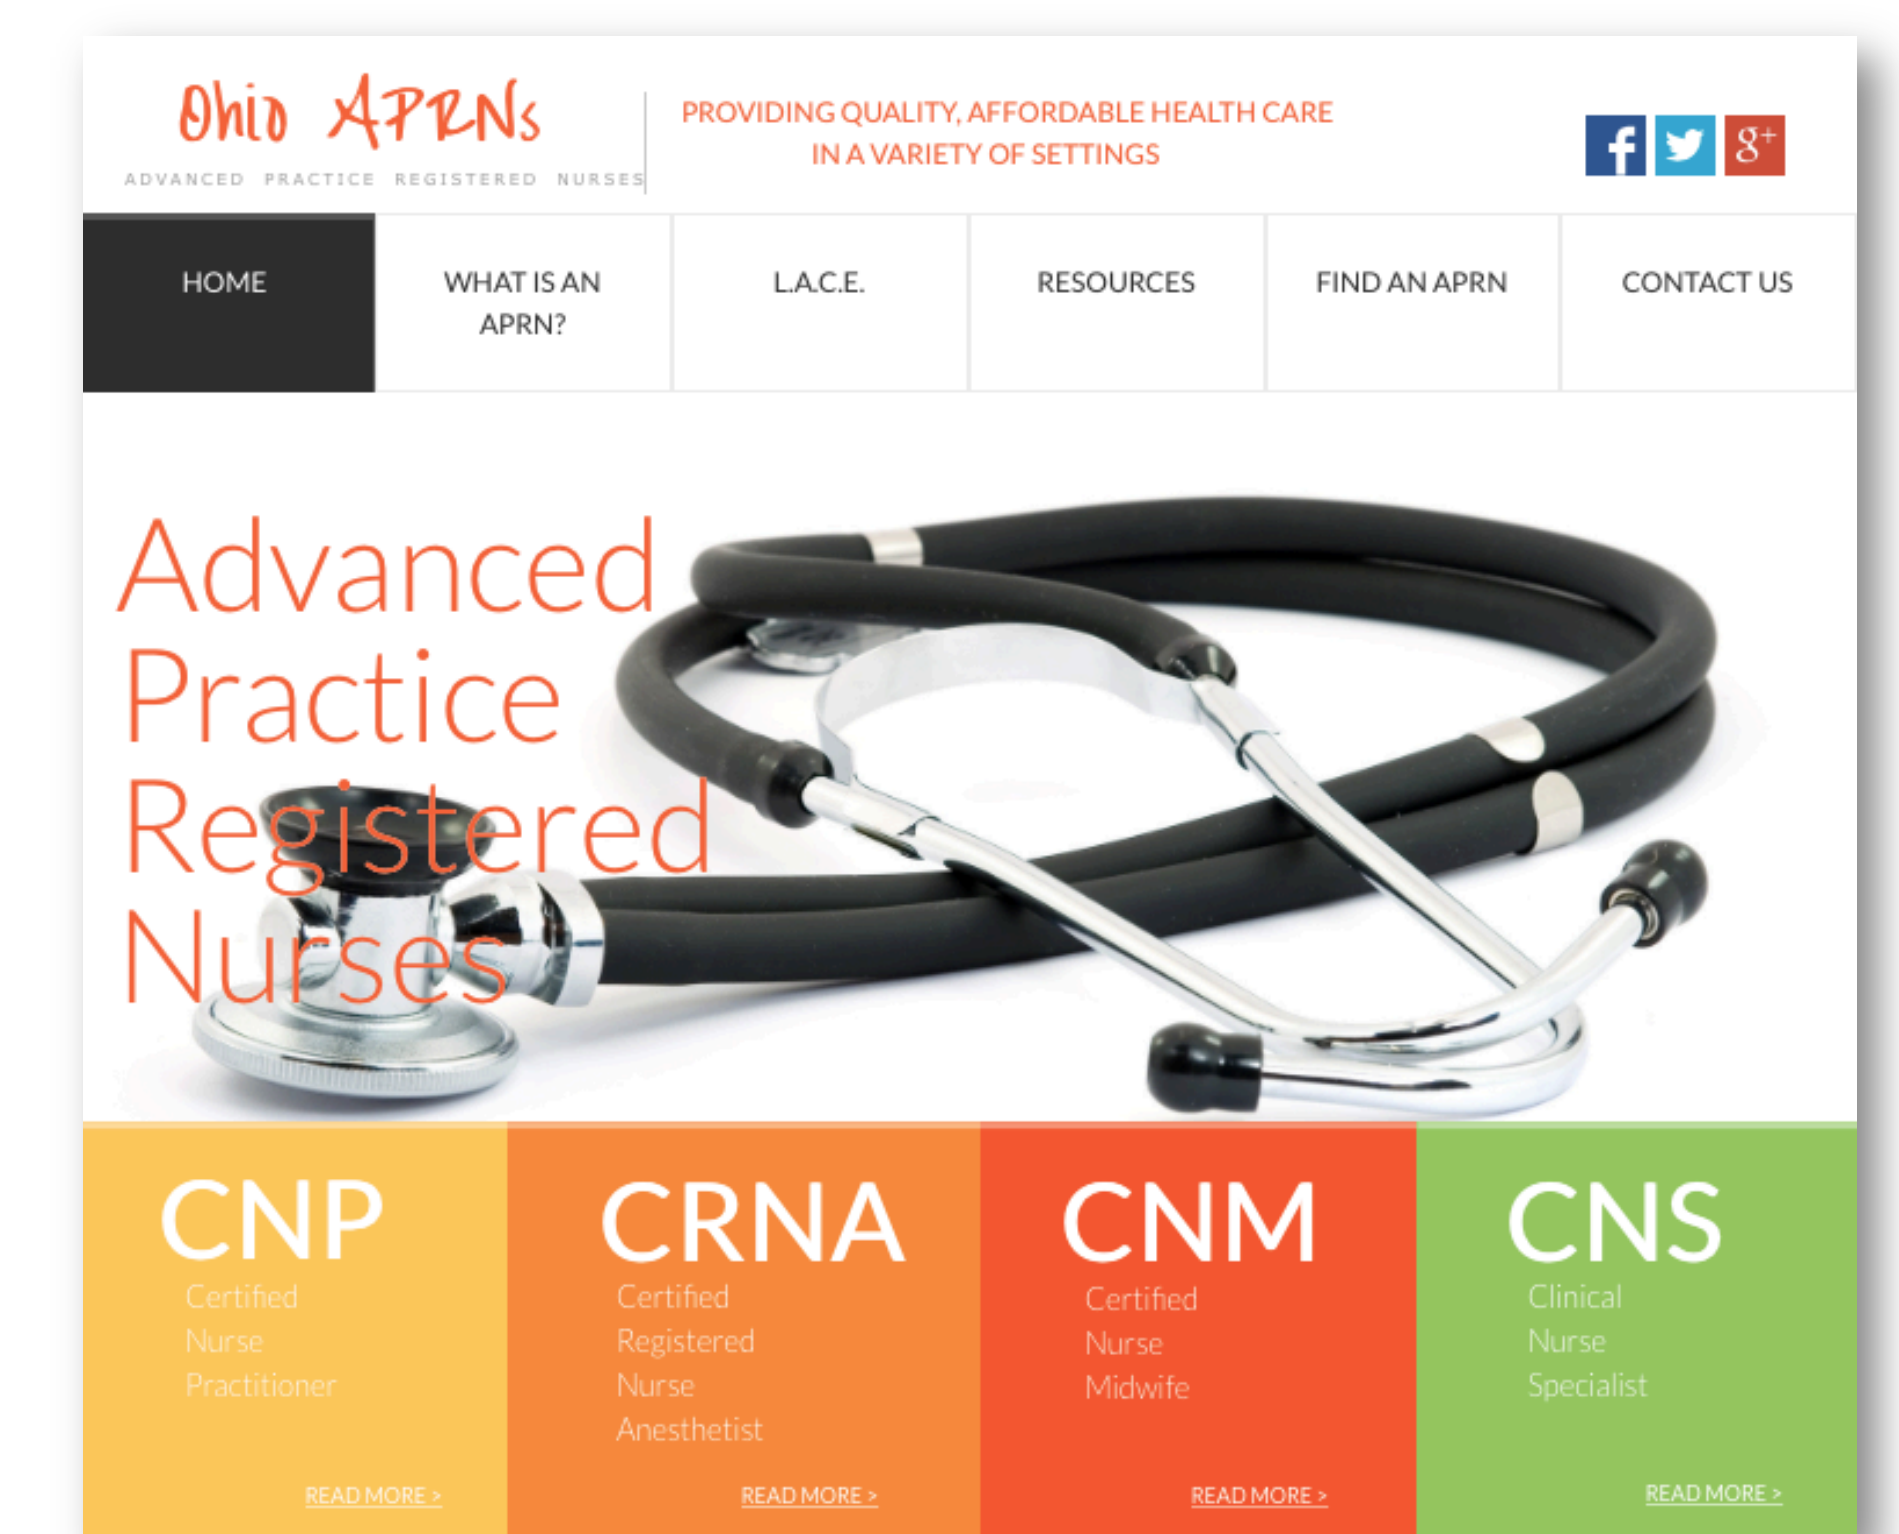 Ohio APRNs
ADVANCED PRACTICE REGISTERED NURSES
PROVIDING QUALITY, AFFORDABLE HEALTH CARE
IN A VARIETY OF SETTINGS
f
g+
HOME
WHAT IS AN
APRN?
L.A.C.E.
RESOURCES
FIND AN APRN
CONTACT US
Advanced
Practice
Registered
Nurses
CNP
Certified
Nurse
Practitioner
READ MORE >
CRNA
Certified
Registered
Nurse
Anesthetist
READ MORE >
CNM
Certified
Nurse
Midwife
READ MORE >
CNS
Clinical
Nurse
Specialist
READ MORE >